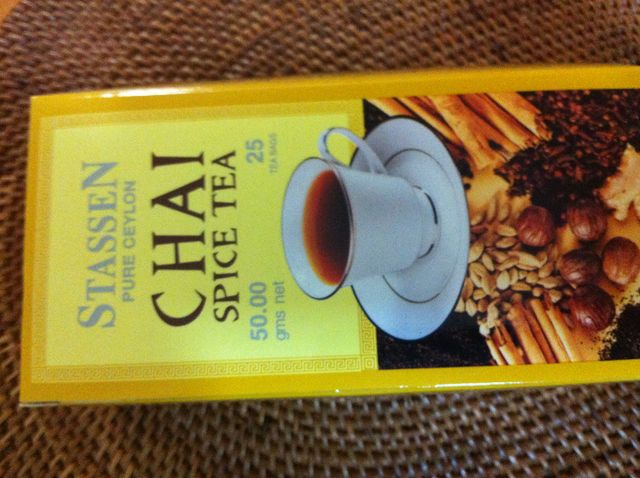 STASSEN
PURE CEYLON
CHAI
SPICE TEA
50.00
gms net
25
TEA BAGS